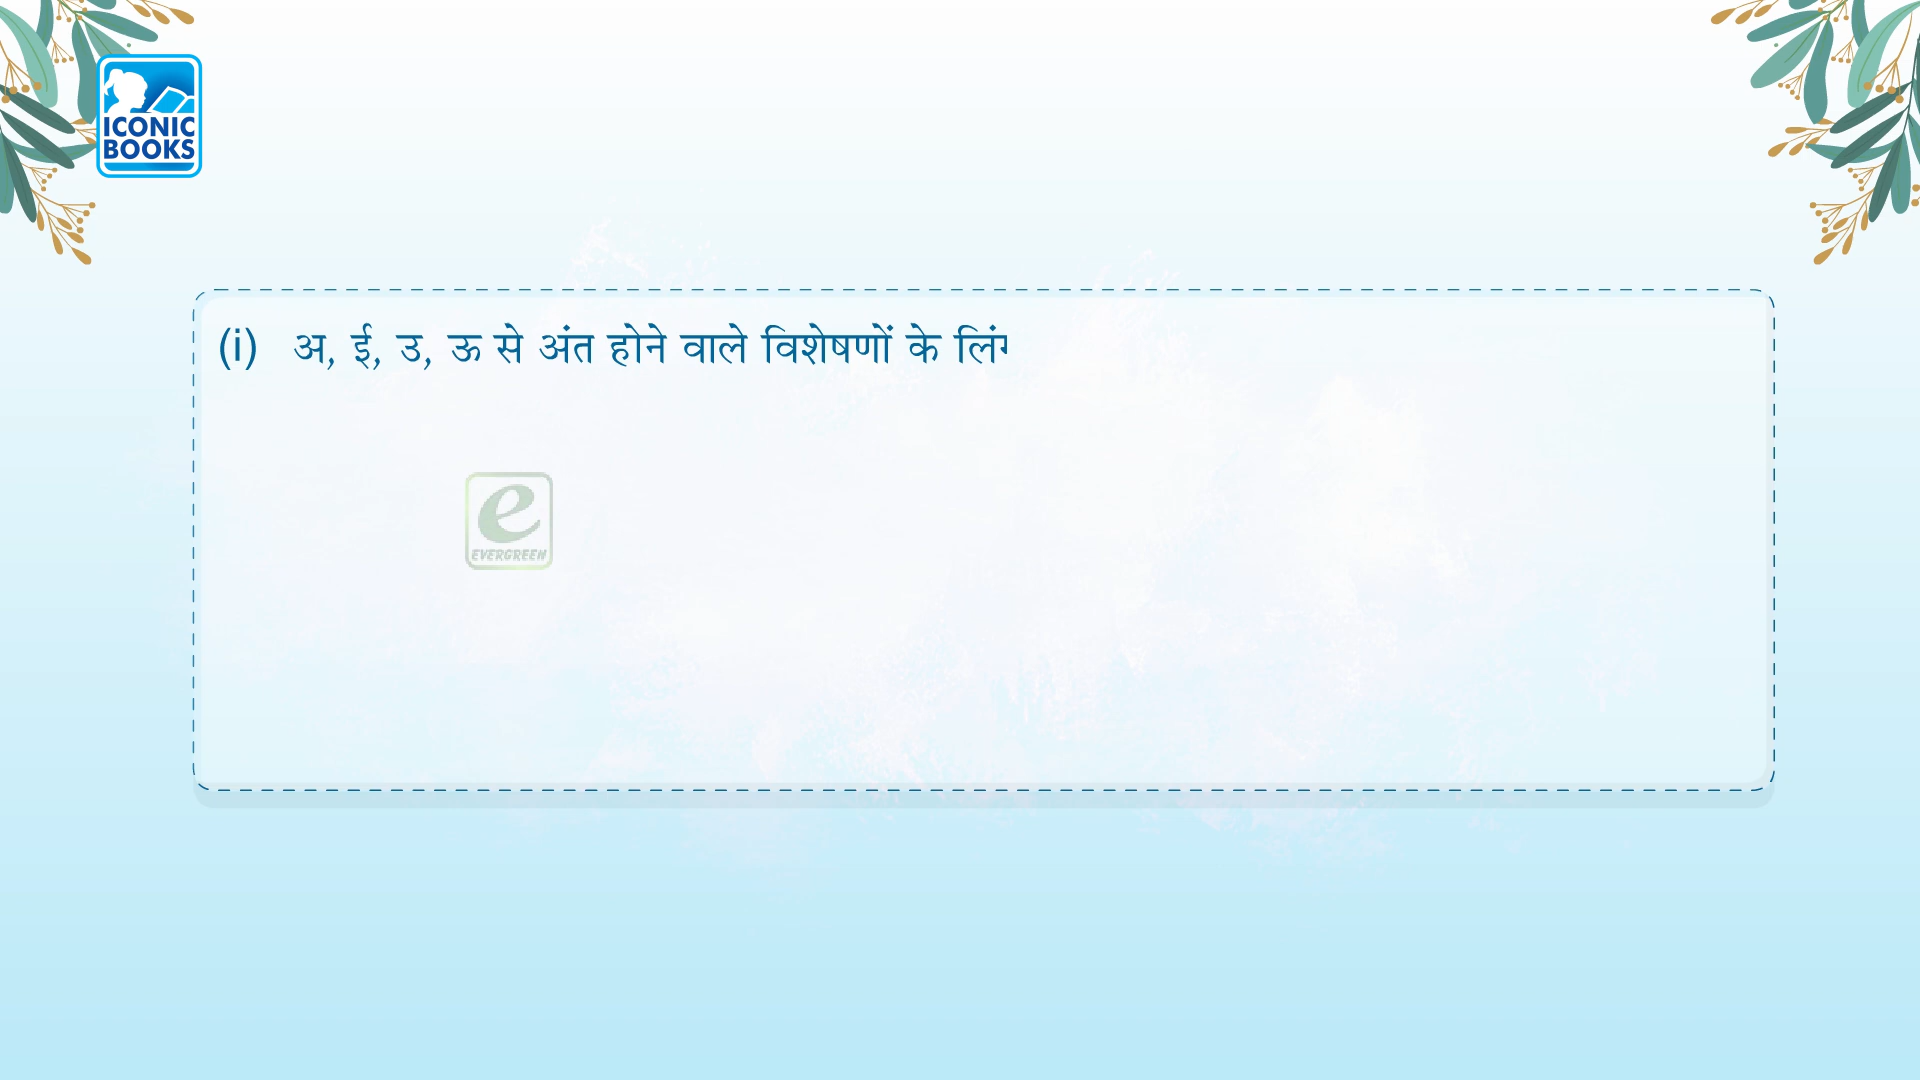 ICONIC
BOOKS
(i) अ, ई, उ, ऊ से अंत होने वाले विशेषणों के
e
EVERGREEN